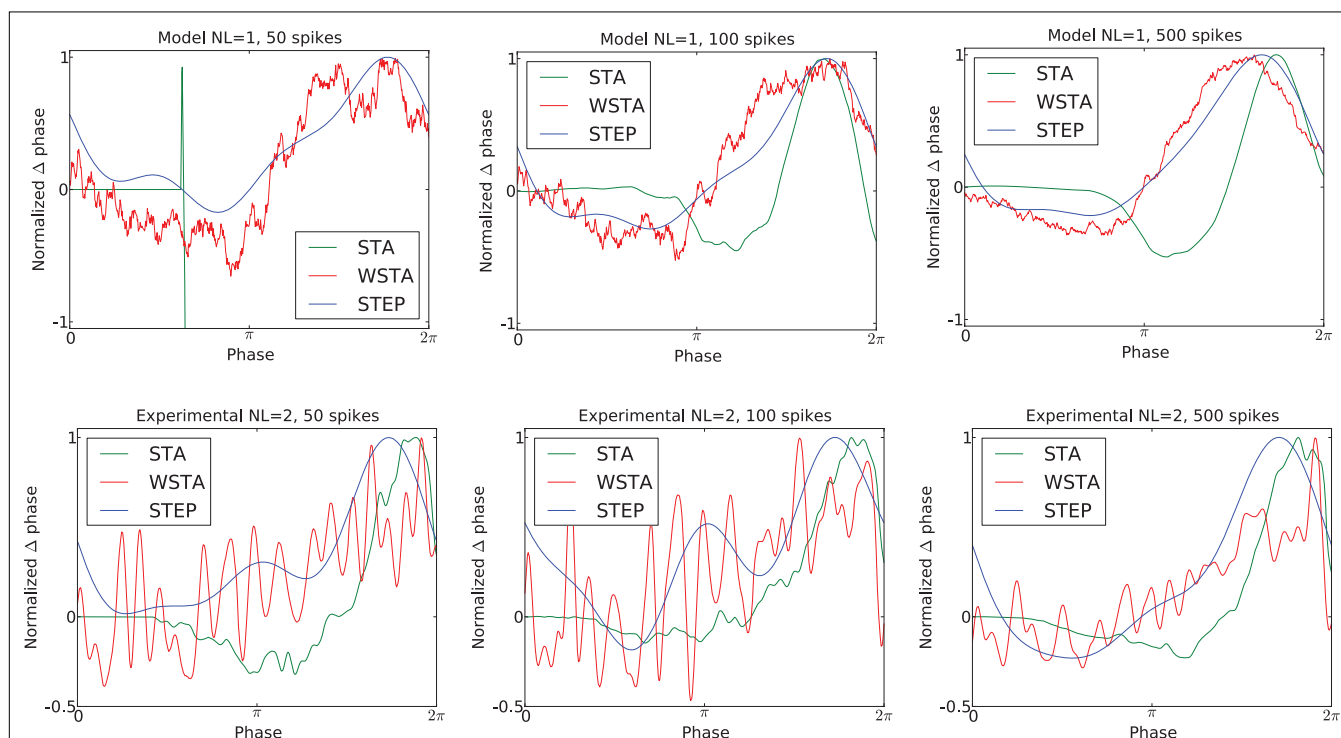 Model NL=1, 50 spikes
1
0
-1
Normalized Δ phase
STA
WSTA
STEP
0
π
2π
Phase
Model NL=1, 100 spikes
1
0
-1
Normalized Δ phase
STA
WSTA
STEP
0
π
2π
Phase
Model NL=1, 500 spikes
1
0
-1
Normalized Δ phase
STA
WSTA
STEP
0
π
2π
Phase
Experimental NL=2, 50 spikes
1
0
-0.5
Normalized Δ phase
STA
WSTA
STEP
0
π
2π
Phase
Experimental NL=2, 100 spikes
1
0
-0.5
Normalized Δ phase
STA
WSTA
STEP
0
π
2π
Phase
Experimental NL=2, 500 spikes
1
0
-0.5
Normalized Δ phase
STA
WSTA
STEP
0
π
2π
Phase